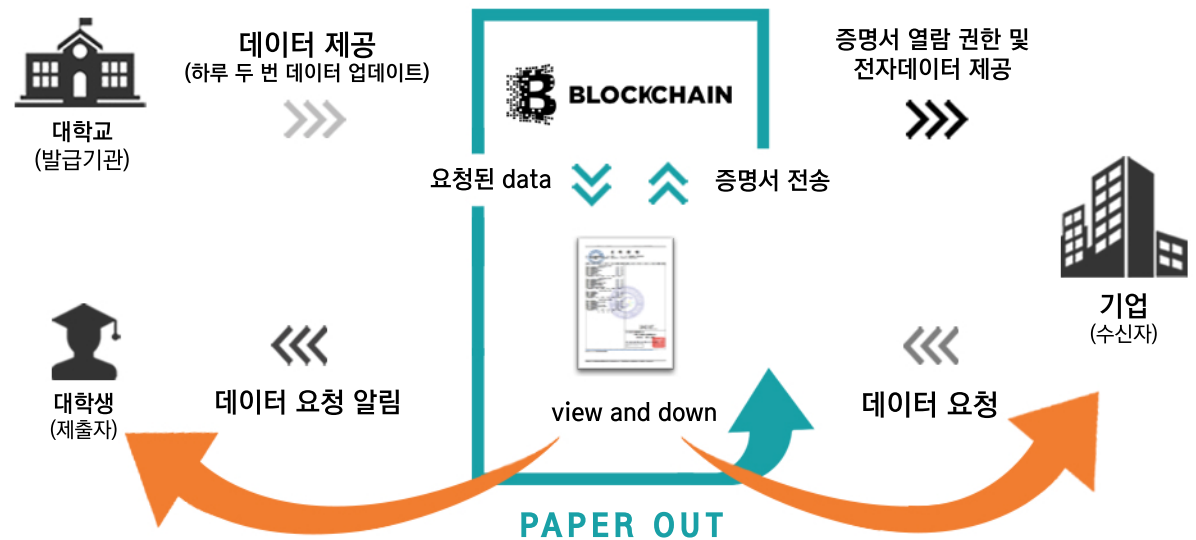 데이터 제공
(하루 두 번 데이터 업데이트)
증명서 열람 권한 및
전자데이터 제공
BLOCKCHAIN
대학교
(발급기관)
요청된 data
증명서 전송
기업
(수신자)
대학생
(제출자)
데이터 요청 알림
view and down
데이터 요청
PAPER OUT